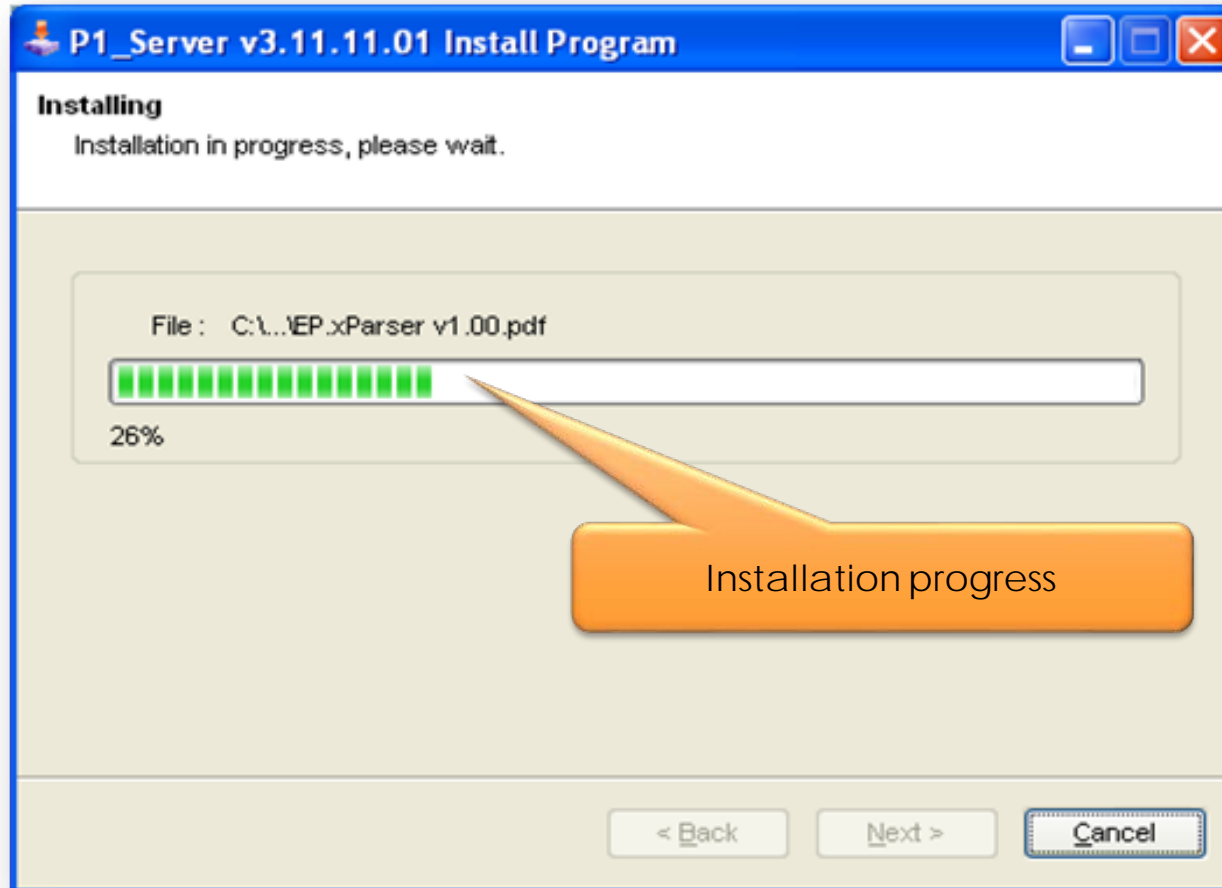 P1_Server v3.11.11.01 Install Program
Installing
Installation in progress, please wait.
File : C:\...\EP.xParser v1.00.pdf
26%
Installation progress
< Back Next > Cancel